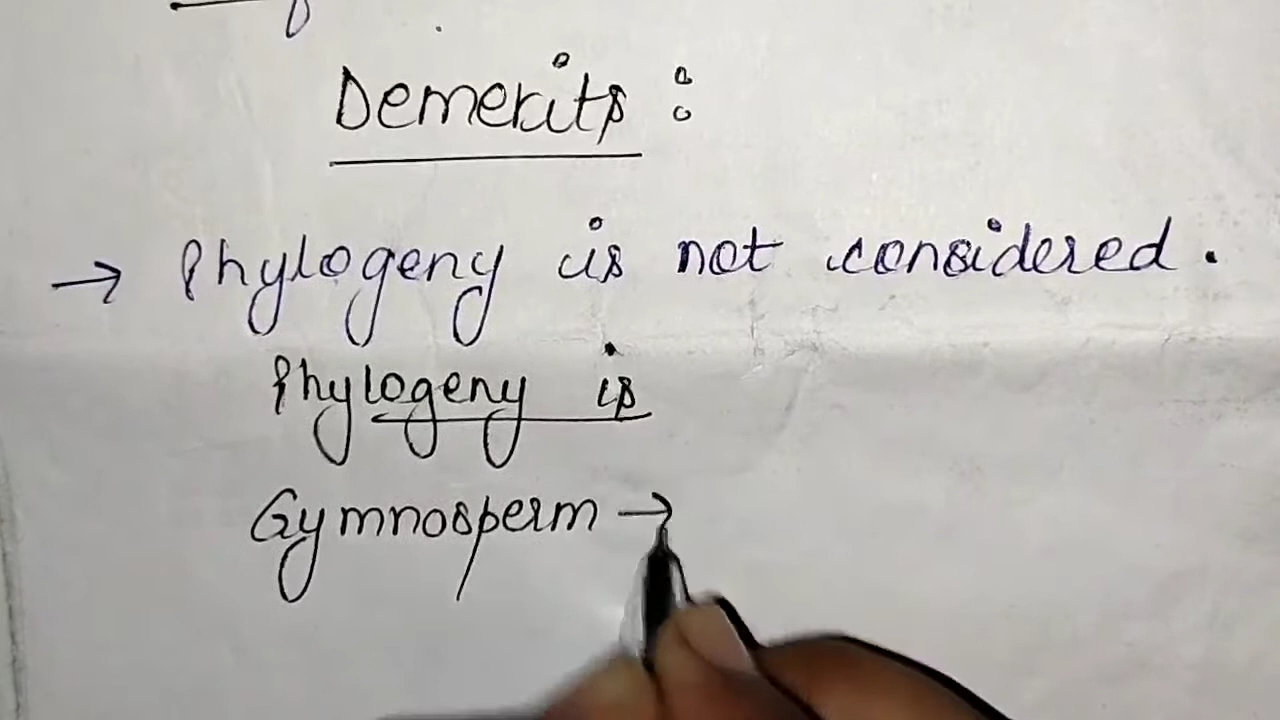 Demerits :
→ Phylogeny is not considered.
Phylogeny is
Gymnosperm →